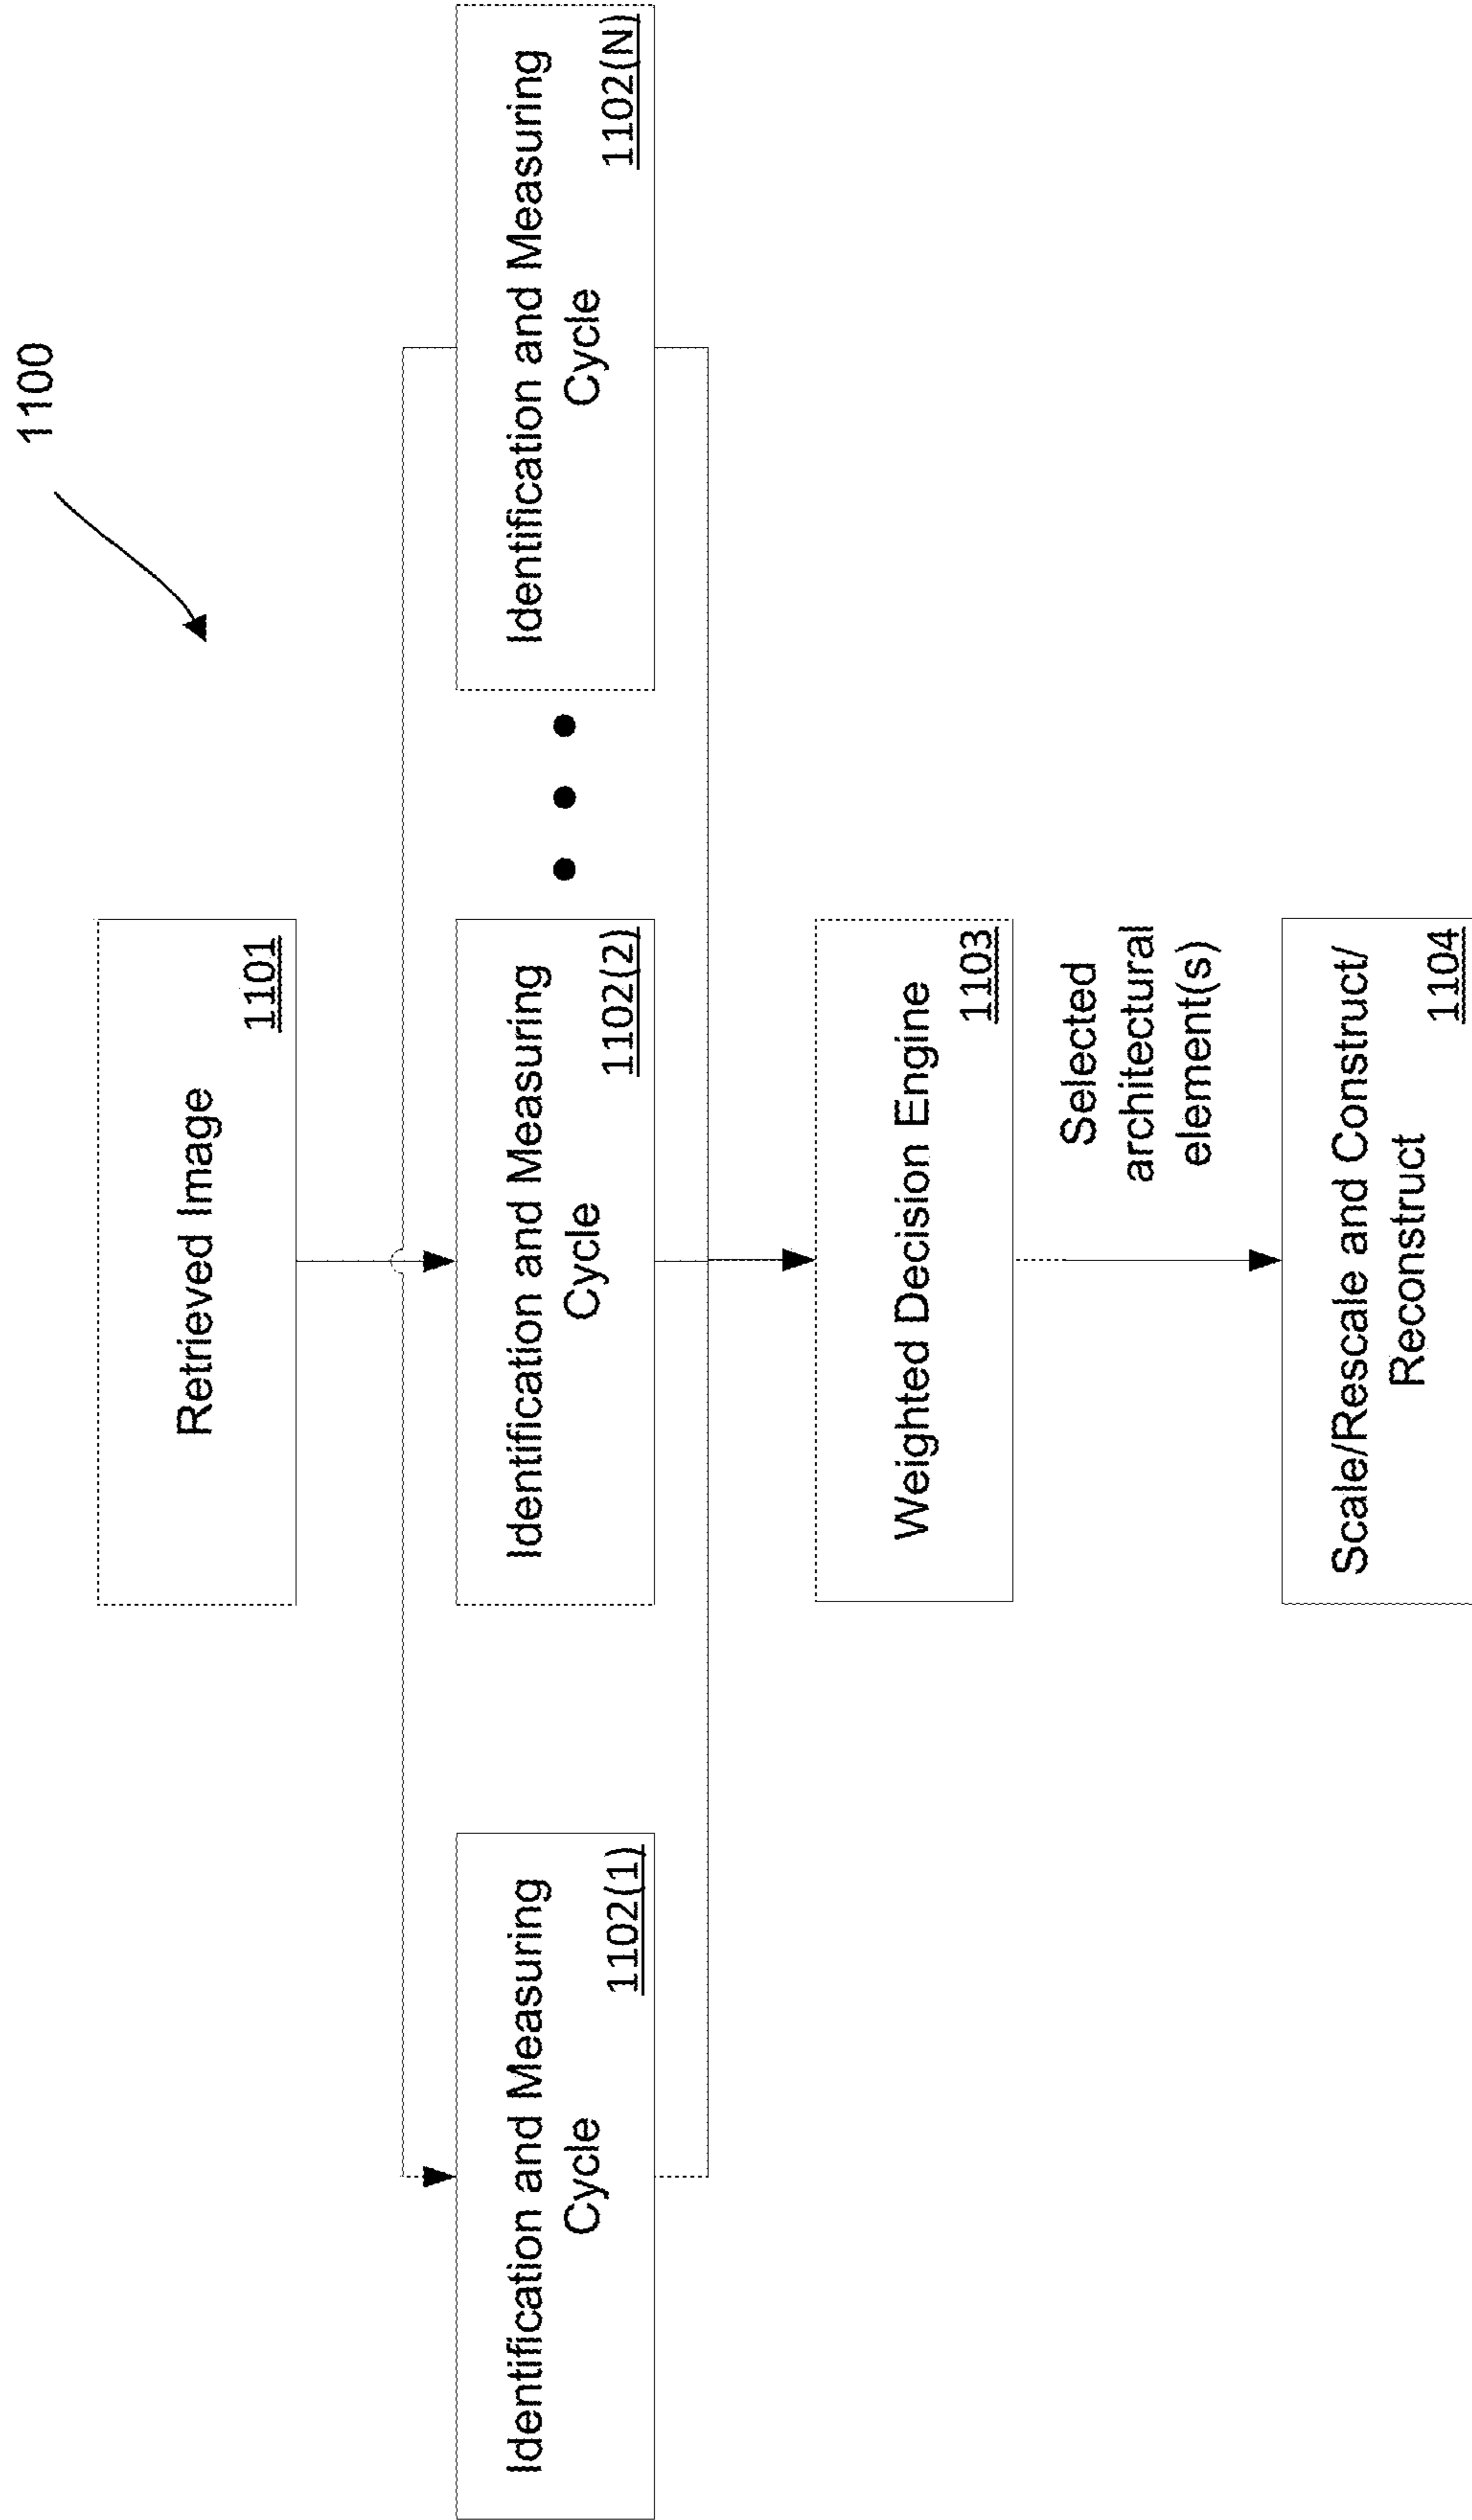 1100
Retrieved Image
1101
Identification and Measuring
Cycle
1102(1)
Identification and Measuring
Cycle
1102(2)
Identification and Measuring
Cycle
1102(N)
Weighted Decision Engine
1103
Selected
architectural
element(s)
Scale/Rescale and Construct/
Reconstruct
1104